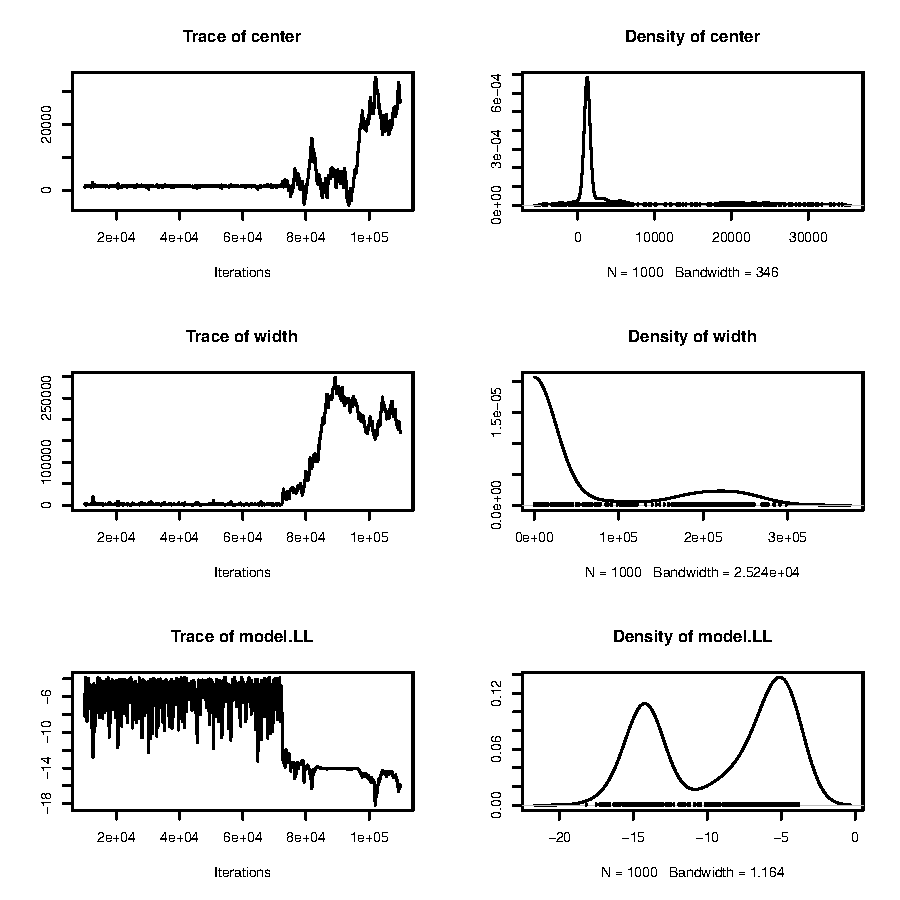 Trace of center
Density of center
0
20000
2e+04 4e+04 6e+04 8e+04 1e+05
Iterations
0e+00 3e-04 6e-04
0 10000 20000 30000
N = 1000 Bandwidth = 346
Trace of width
Density of width
0 100000 250000
2e+04 4e+04 6e+04 8e+04 1e+05
Iterations
0.0e+00 1.5e-05
0e+00 1e+05 2e+05 3e+05
N = 1000 Bandwidth = 2.524e+04
Trace of model.LL
Density of model.LL
-18 -14 -10 -6
2e+04 4e+04 6e+04 8e+04 1e+05
Iterations
0.00 0.06 0.12
-20 -15 -10 -5 0
N = 1000 Bandwidth = 1.164